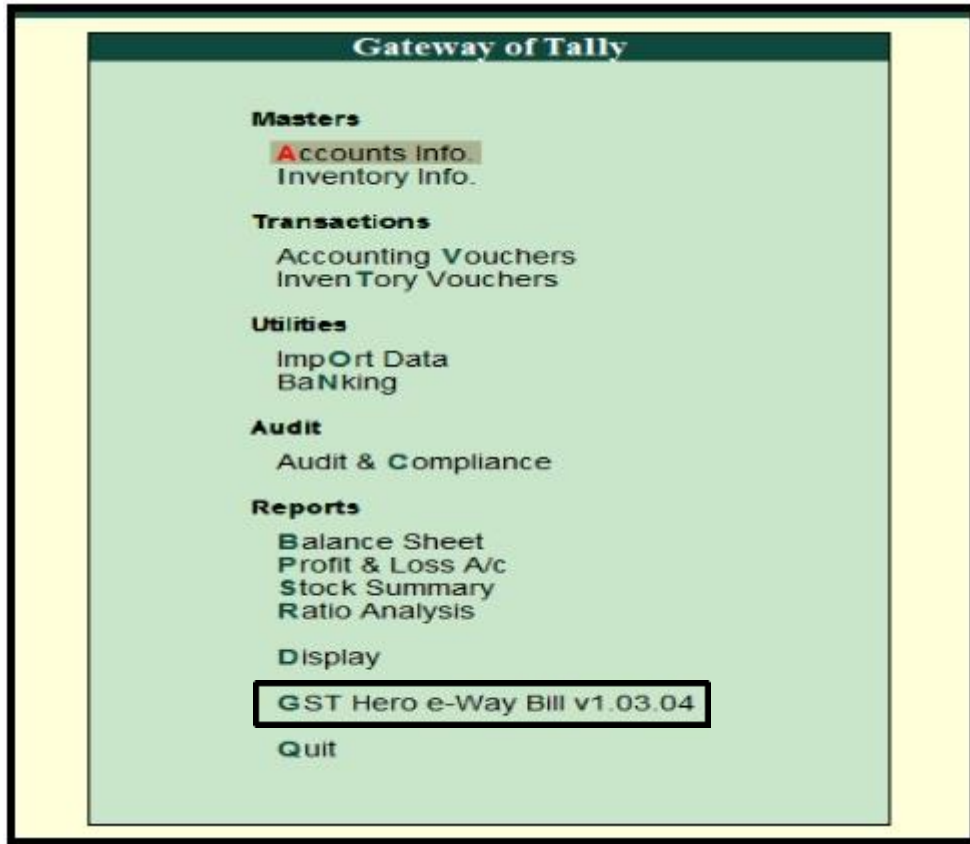 Gateway of Tally
Masters
Accounts Info.
Inventory Info.
Transactions
Accounting Vouchers
InvenTory Vouchers
Utilities
ImpOrt Data
BaNking
Audit
Audit & Compliance
Reports
Balance Sheet
Profit & Loss A/c
Stock Summary
Ratio Analysis
Display
GST Hero e-Way Bill v1.03.04
Quit